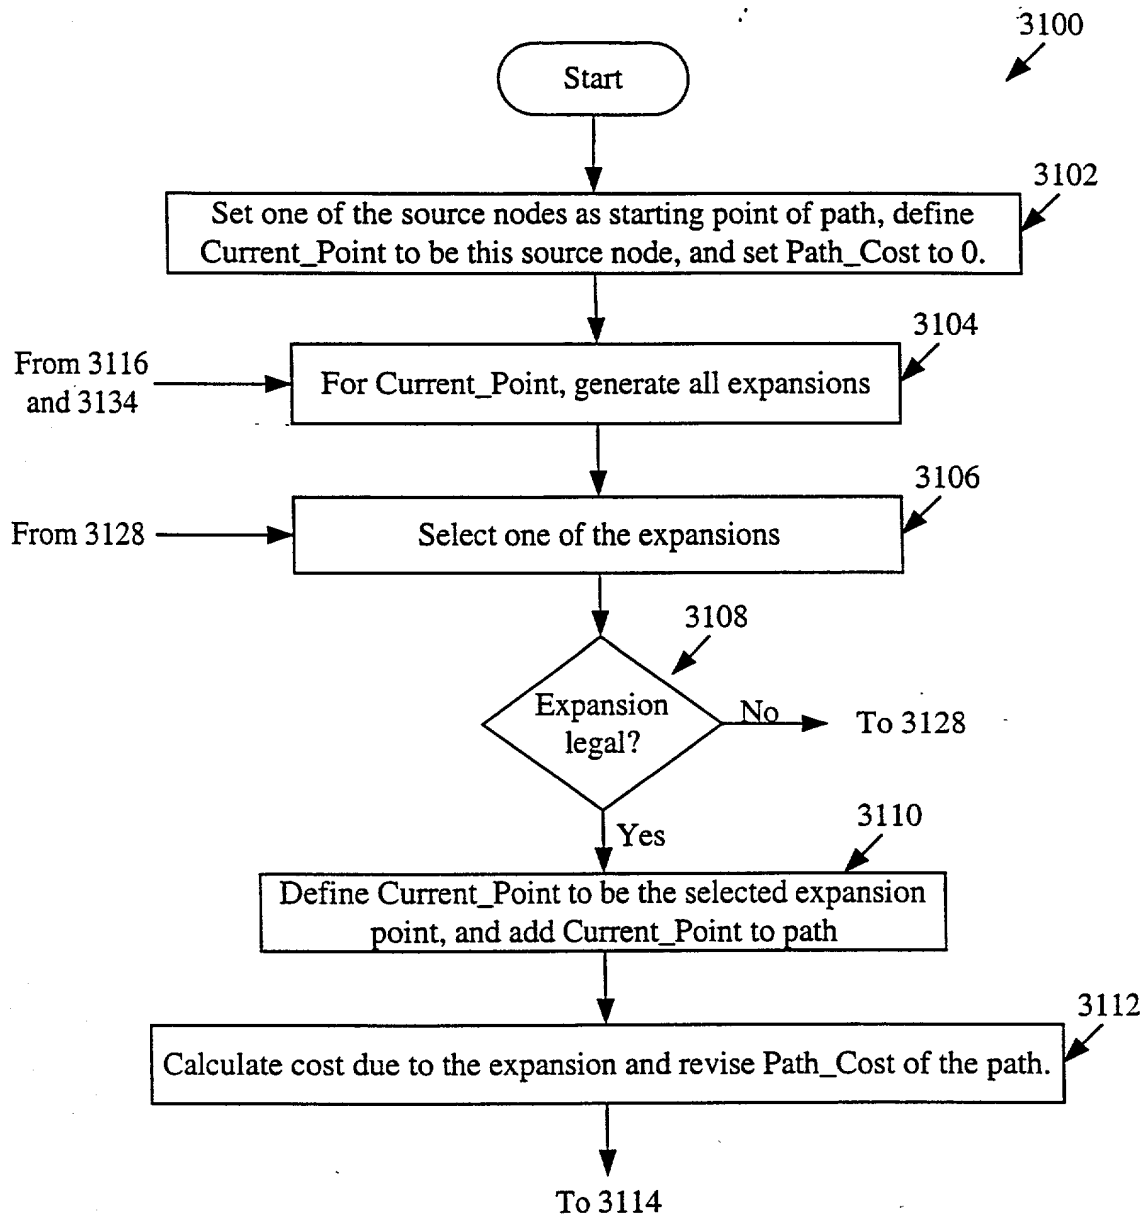 3100
Start
3102
Set one of the source nodes as starting point of path, define
Current_Point to be this source node, and set Path_Cost to 0.
3104
From 3116
and 3134
For Current_Point, generate all expansions
3106
From 3128
Select one of the expansions
3108
Expansion
legal?
No
To 3128
Yes
3110
Define Current_Point to be the selected expansion
point, and add Current_Point to path
3112
Calculate cost due to the expansion and revise Path_Cost of the path.
To 3114